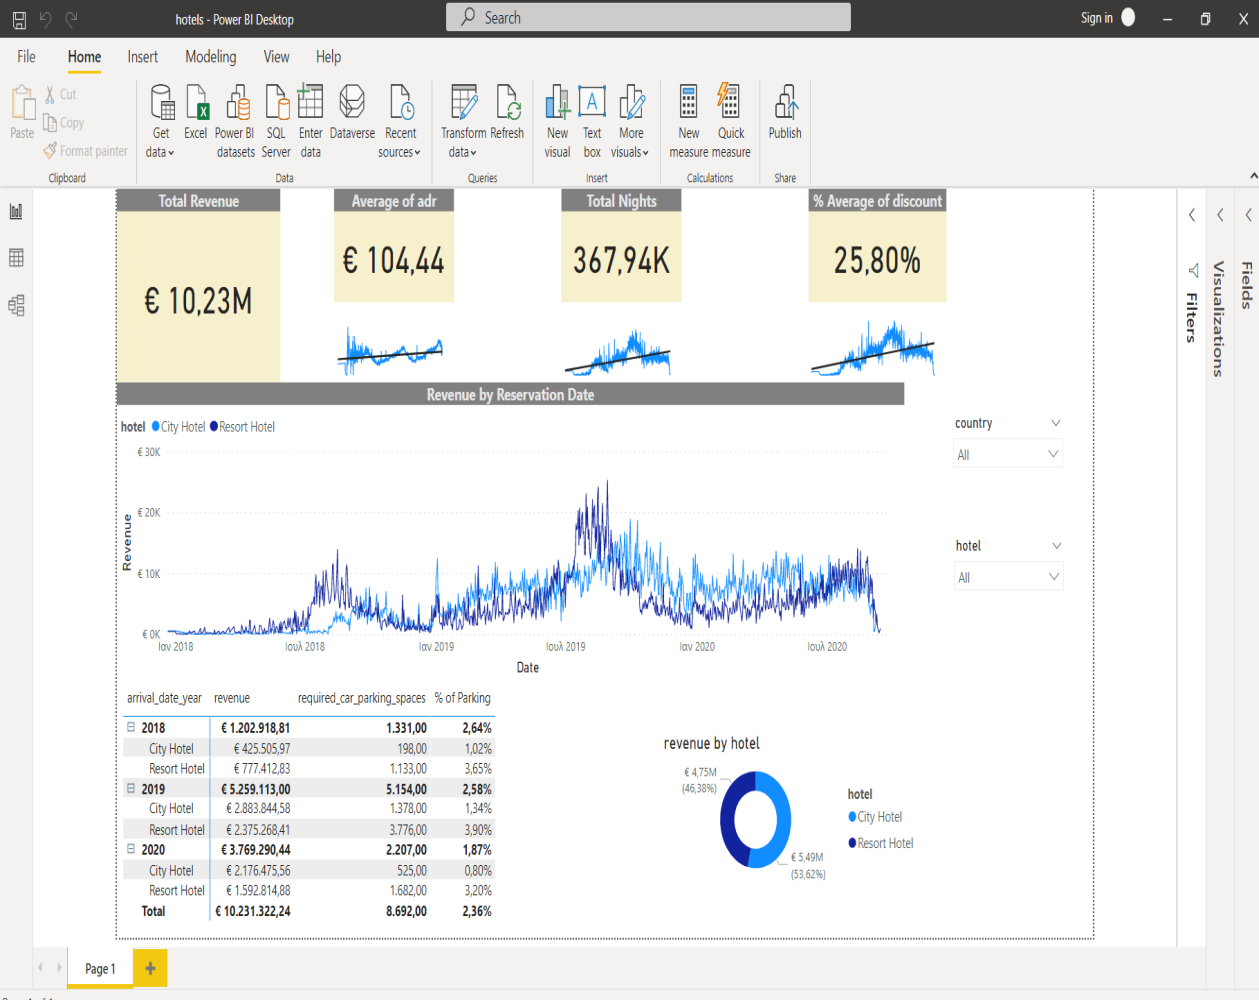 hotels - Power BI Desktop
Search
Sign in
File Home Insert Modeling View Help
Paste
Cut
Copy
Format painter
Clipboard
Get data
Excel
Power BI datasets
SQL Server
Enter data
Dataverse
Recent sources
Data
Transform data
Refresh
Queries
New visual
Text box
More visuals
Insert
New measure
Quick measure
Calculations
Publish
Share
Total Revenue
€ 10,23M
Average of adr
€ 104,44
Total Nights
367,94K
% Average of discount
25,80%
Filters
Visualizations
Fields
Revenue by Reservation Date
hotel City Hotel Resort Hotel
Revenue
€ 30K
€ 20K
€ 10K
€ 0K
Ιαν 2018 Ιουλ 2018 Ιαν 2019 Ιουλ 2019 Ιαν 2020 Ιουλ 2020
Date
country
All
hotel
All
arrival_date_year revenue required_car_parking_spaces % of Parking
2018 € 1.202.918,81 1.331,00 2,64%
City Hotel € 425.505,97 198,00 1,02%
Resort Hotel € 777.412,83 1.133,00 3,65%
2019 € 5.259.113,00 5.154,00 2,58%
City Hotel € 2.883.844,58 1.378,00 1,34%
Resort Hotel € 2.375.268,41 3.776,00 3,90%
2020 € 3.769.290,44 2.207,00 1,87%
City Hotel € 2.176.475,56 525,00 0,80%
Resort Hotel € 1.592.814,88 1.682,00 3,20%
Total € 10.231.322,24 8.692,00 2,36%
revenue by hotel
€ 4,75M
(46,38%)
€ 5,49M
(53,62%)
hotel
City Hotel
Resort Hotel
Page 1